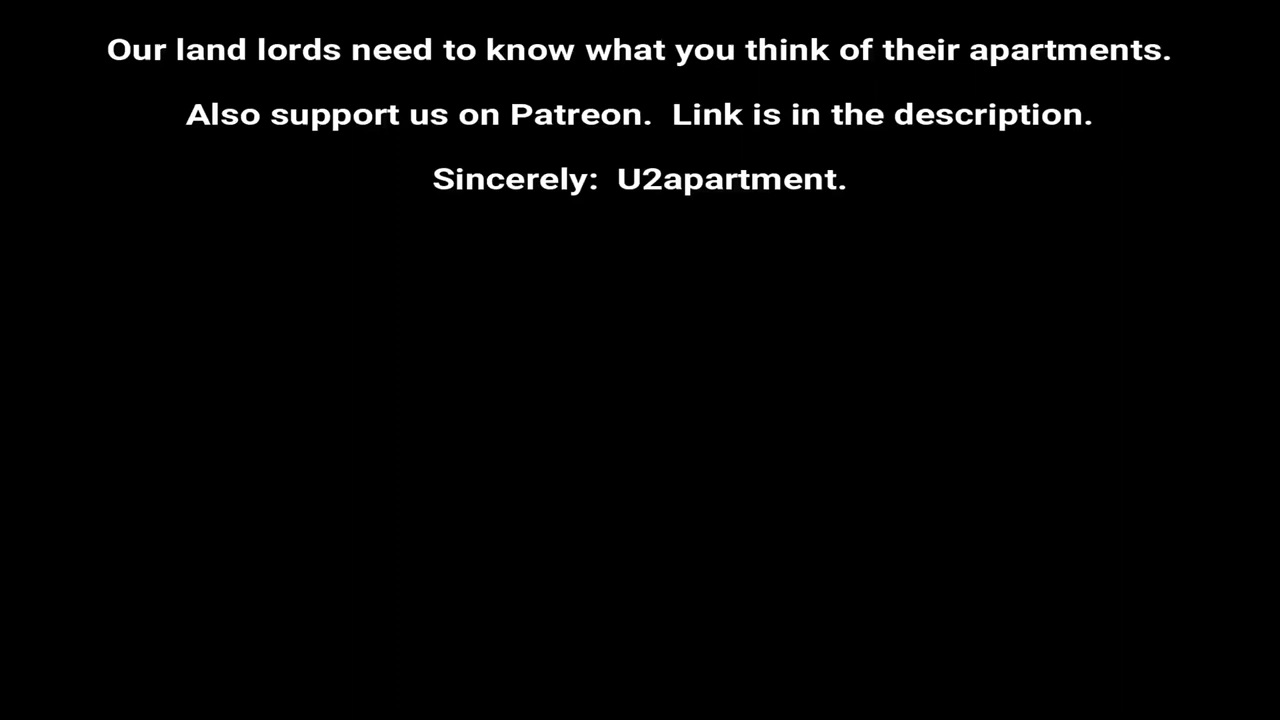 Our land lords need to know what you think of their apartments.
Also support us on Patreon.  Link is in the description.
Sincerely:  U2apartment.